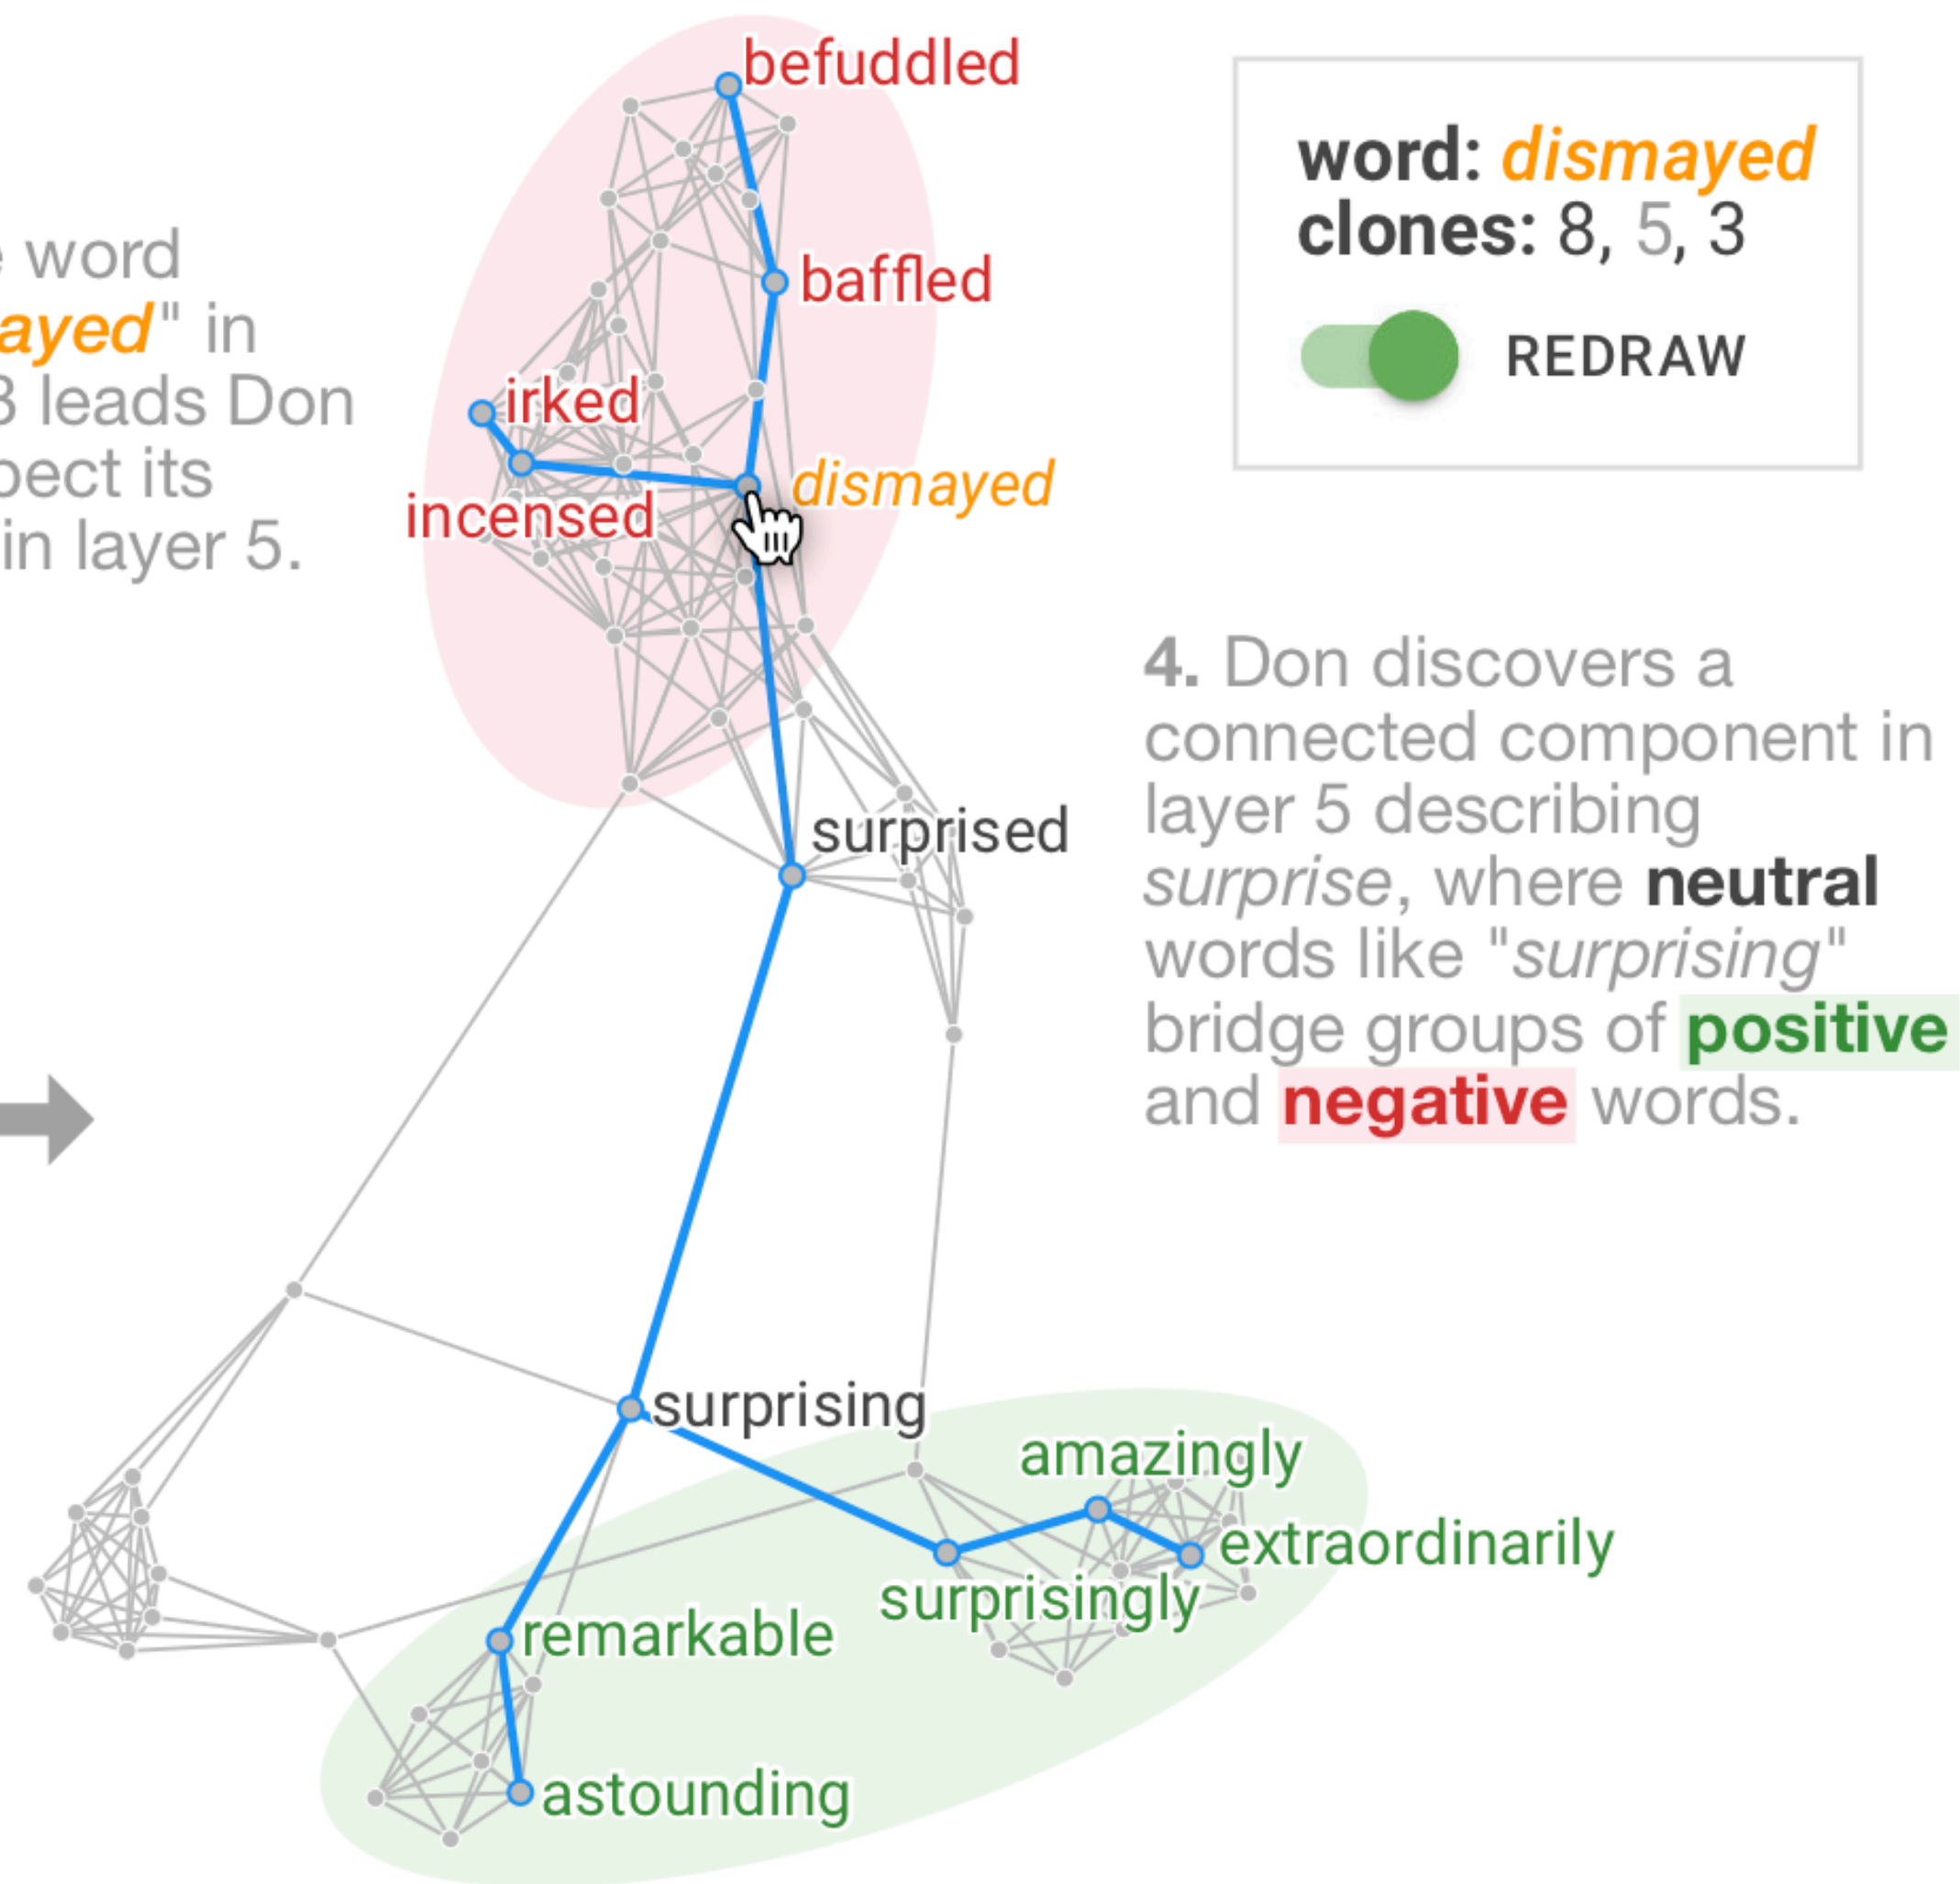 befuddled
word: dismayed
clones: 8, 5, 3
REDRAW
word
ayed" in
3 leads Don
pect its
in layer 5.
baffled
irked
dismayed
incensed
4. Don discovers a
connected component in
layer 5 describing
surprise, where neutral
words like "surprising"
bridge groups of positive
and negative words.
surprised
surprising
amazingly
extraordinarily
surprisingly
remarkable
astounding